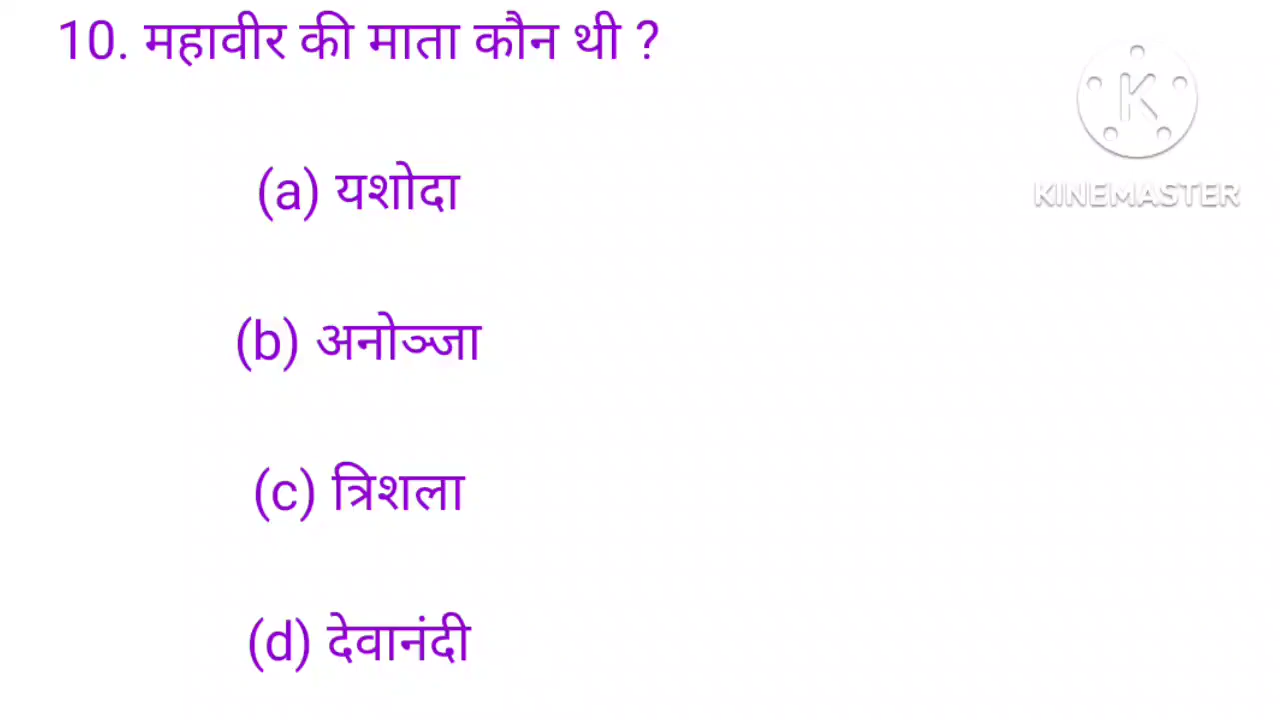 10. महावीर की माता कौन थी ?
(a) यशोदा
(b) अनोञ्जा
(c) त्रिशला
(d) देवानंदी
K
KINEMASTER